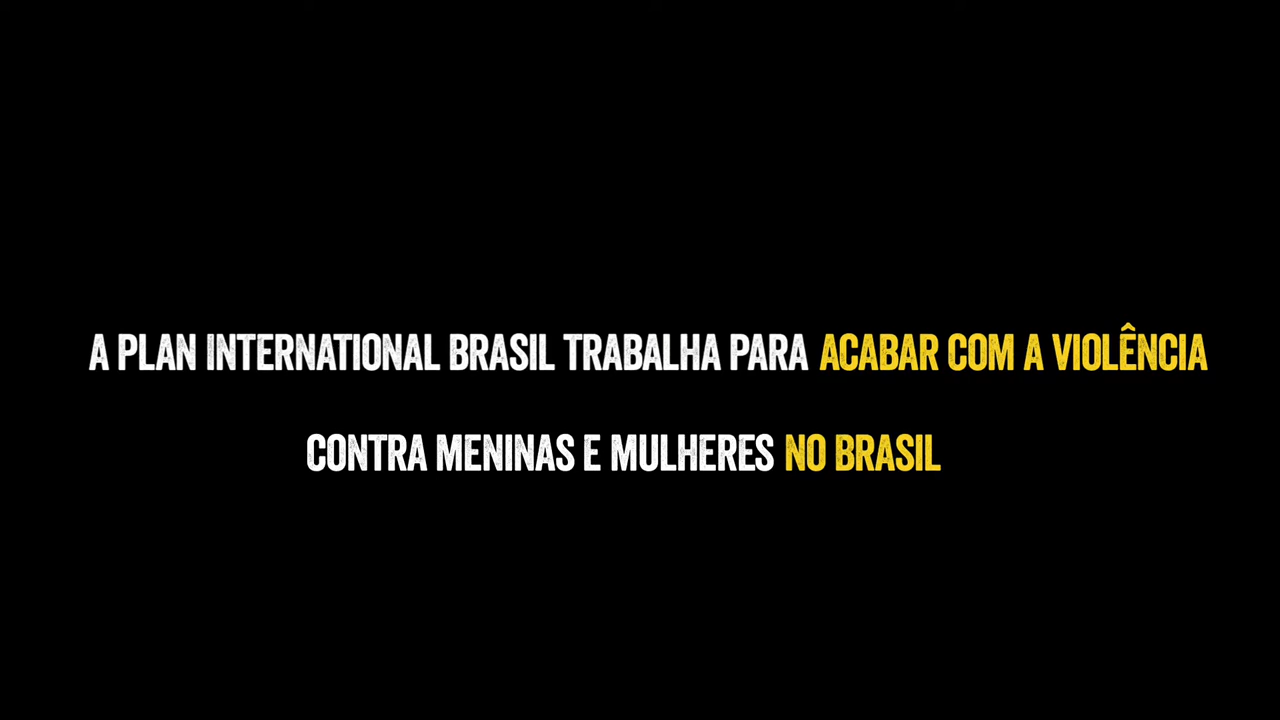 A PLAN INTERNATIONAL BRASIL TRABALHA PARA ACABAR COM A VIOLÊNCIA
CONTRA MENINAS E MULHERES NO BRASIL